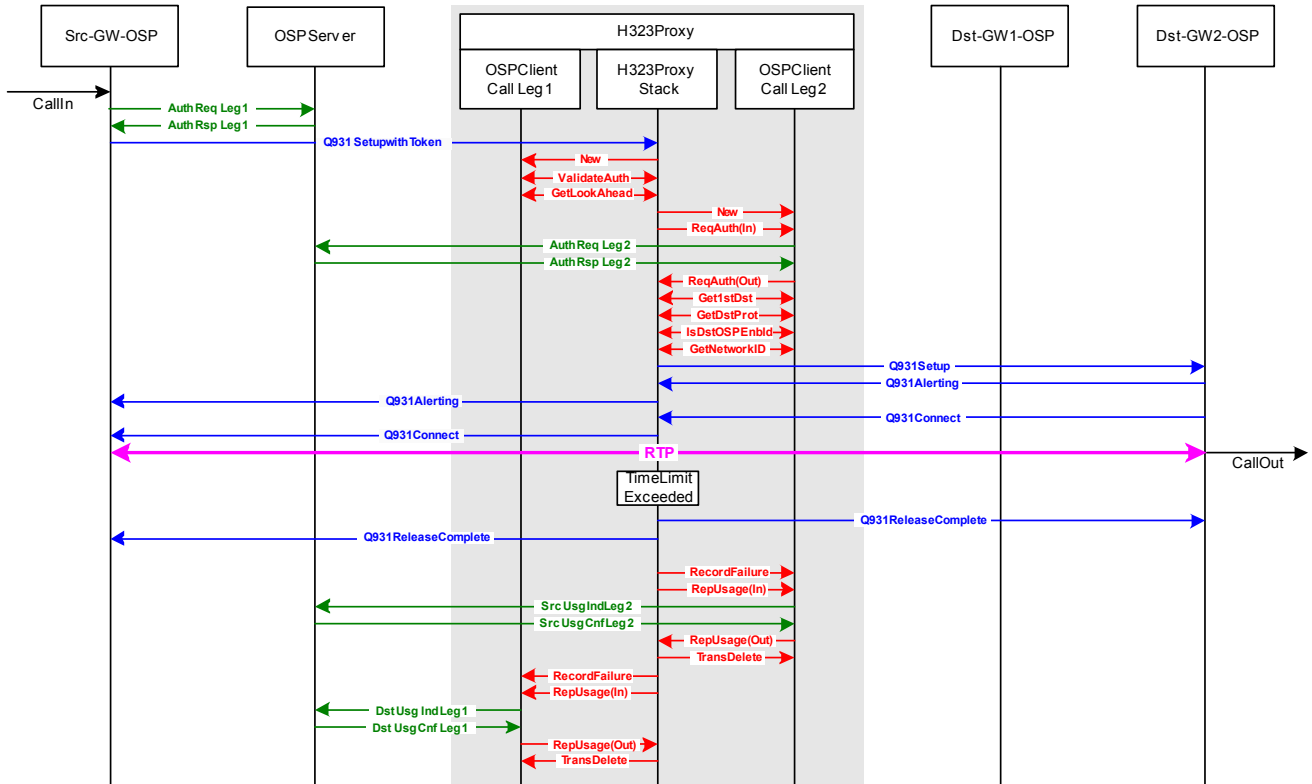 Src-GW-OSP
OSPServer
H323Proxy
Dst-GW1-OSP
Dst-GW2-OSP
OSPClient
Call Leg1
H323Proxy
Stack
OSPClient
Call Leg2
CallIn
AuthReq Leg1
AuthRsp Leg1
Q931SetupwithToken
New
ValidateAuth
GetLookAhead
New
ReqAuth(In)
AuthReq Leg2
AuthRsp Leg2
ReqAuth(Out)
Get1stDst
GetDstProt
IsDstOSPEnbld
GetNetworkID
Q931Setup
Q931Alerting
Q931Alerting
Q931Connect
Q931Connect
RTP
CallOut
TimeLimit
Exceeded
Q931ReleaseComplete
Q931ReleaseComplete
RecordFailure
RepUsage(In)
SrcUsgIndLeg2
SrcUsgCnfLeg2
RepUsage(Out)
TransDelete
RecordFailure
RepUsage(In)
DstUsgIndLeg1
DstUsgCnfLeg1
RepUsage(Out)
TransDelete